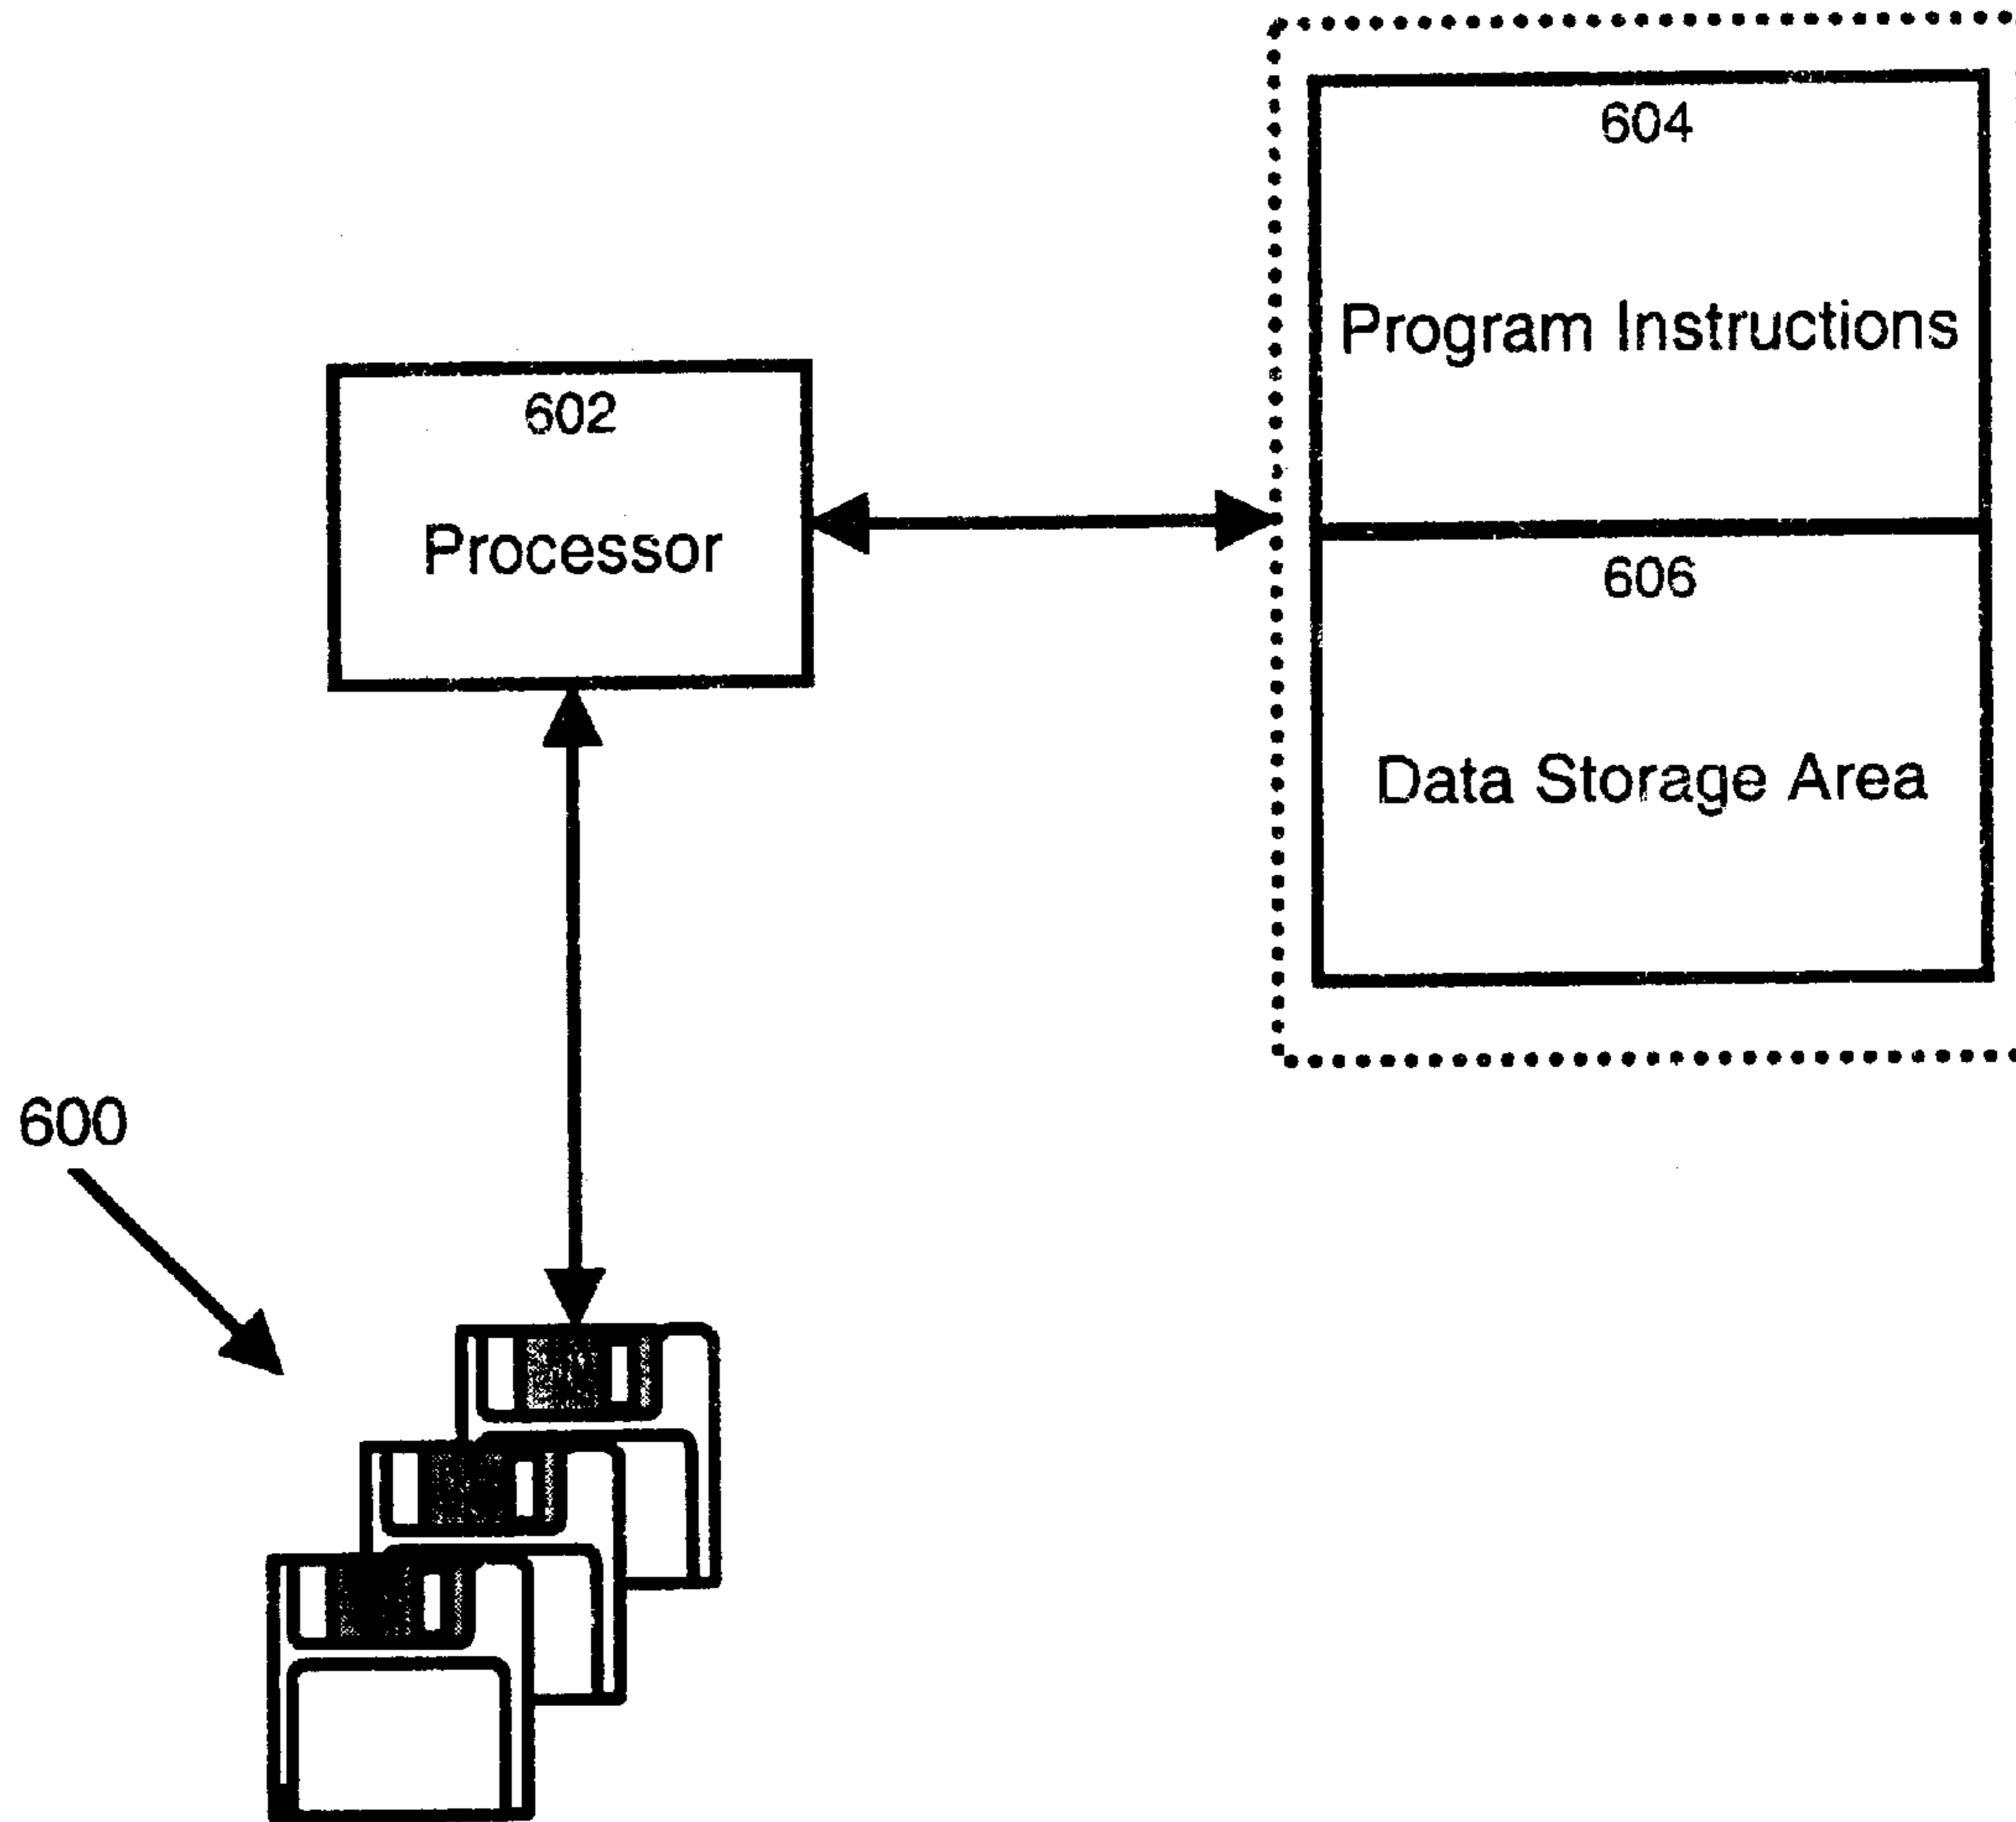 604
Program Instructions
602
Processor
606
Data Storage Area
600